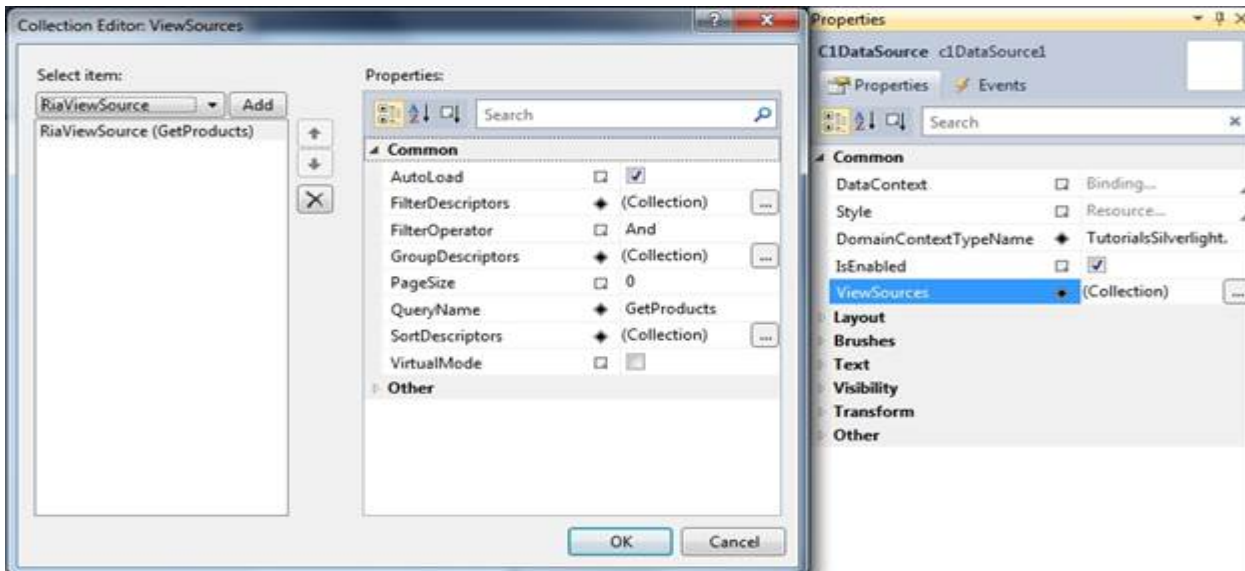 Collection Editor: ViewSources
Select item:
RiaViewSource
Add
RiaViewSource (GetProducts)
Properties:
Search
Common
AutoLoad
FilterDescriptors (Collection) ...
FilterOperator And
GroupDescriptors (Collection) ...
PageSize 0
QueryName GetProducts
SortDescriptors (Collection) ...
VirtualMode
Other
OK
Cancel
Properties
C1DataSource c1DataSource1
Properties
Events
Search
Common
DataContext Binding...
Style Resource...
DomainContextTypeName TutorialsSilverlight.
IsEnabled
ViewSources (Collection) ...
Layout
Brushes
Text
Visibility
Transform
Other